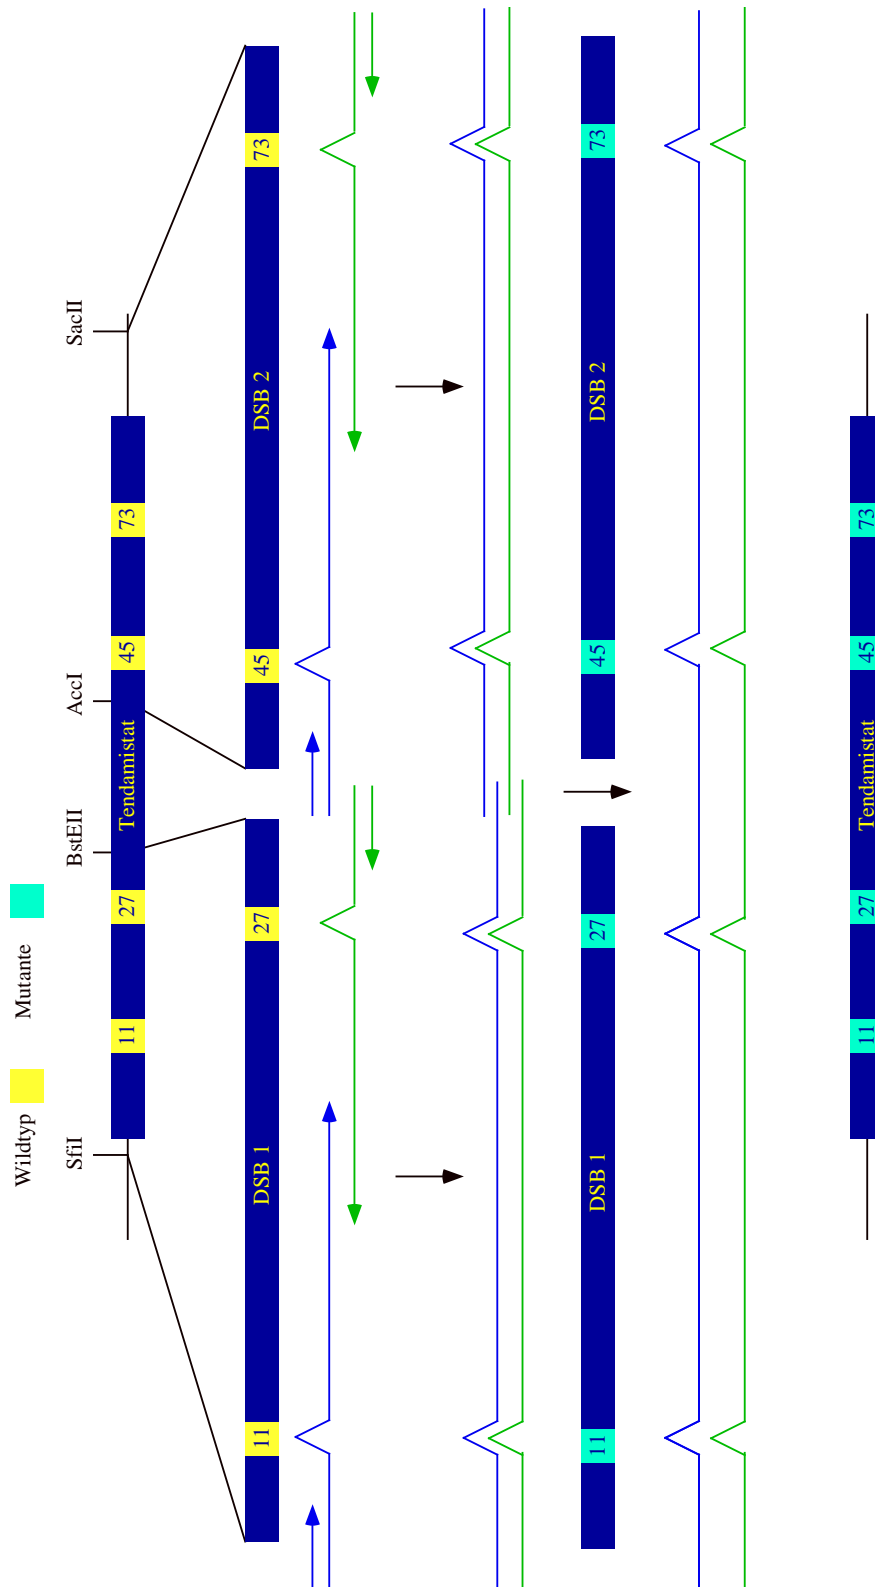 Wildtyp
Mutante
SfiI
BstEII
AccI
SacII
11
27
Tendamistat
45
73
11
DSB 1
27
45
DSB 2
73
11
DSB 1
27
45
DSB 2
73
11
27
Tendamistat
45
73